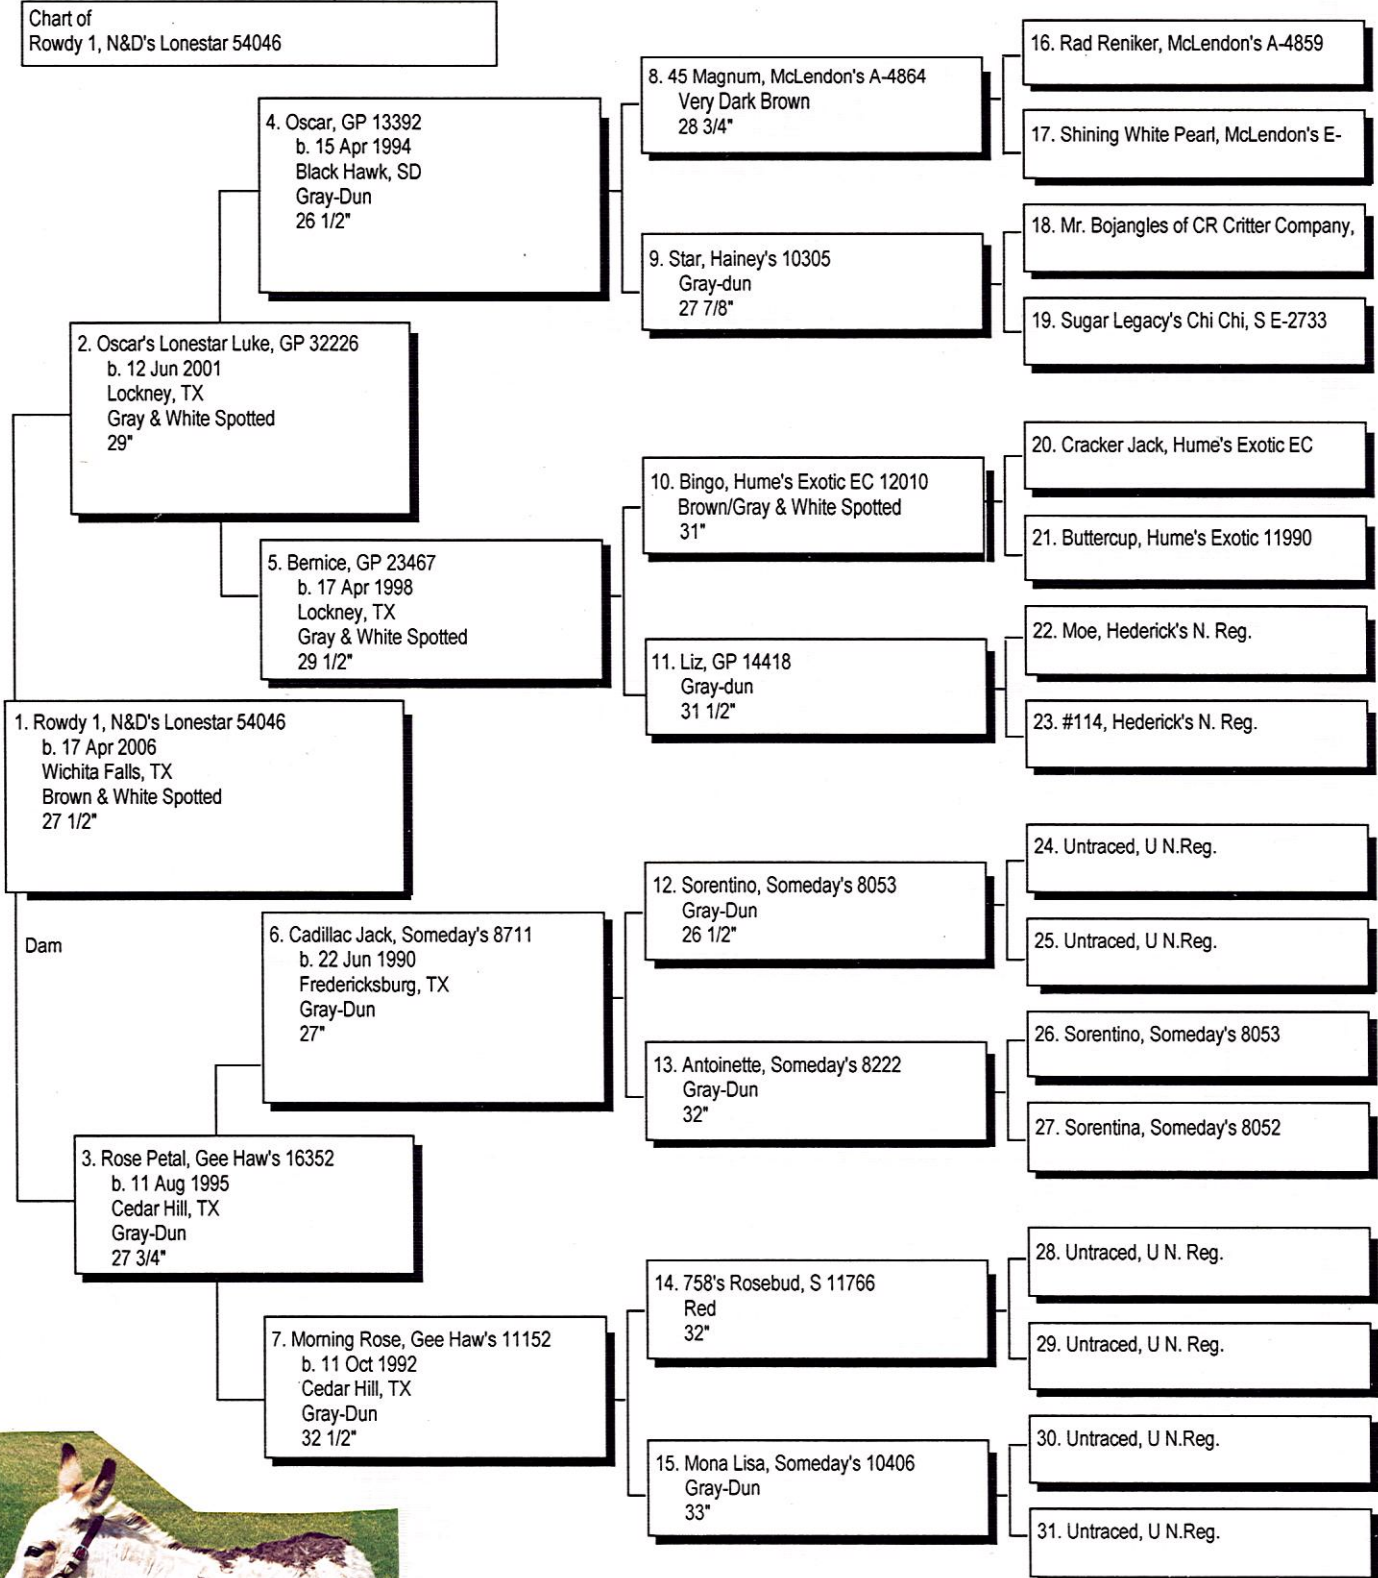 Chart of
Rowdy 1, N&D's Lonestar 54046
1. Rowdy 1, N&D's Lonestar 54046
b. 17 Apr 2006
Wichita Falls, TX
Brown & White Spotted
27 1/2"
Dam
2. Oscar's Lonestar Luke, GP 32226
b. 12 Jun 2001
Lockney, TX
Gray & White Spotted
29"
3. Rose Petal, Gee Haw's 16352
b. 11 Aug 1995
Cedar Hill, TX
Gray-Dun
27 3/4"
4. Oscar, GP 13392
b. 15 Apr 1994
Black Hawk, SD
Gray-Dun
26 1/2"
5. Bernice, GP 23467
b. 17 Apr 1998
Lockney, TX
Gray & White Spotted
29 1/2"
6. Cadillac Jack, Someday's 8711
b. 22 Jun 1990
Fredericksburg, TX
Gray-Dun
27"
7. Morning Rose, Gee Haw's 11152
b. 11 Oct 1992
Cedar Hill, TX
Gray-Dun
32 1/2"
8. 45 Magnum, McLendon's A-4864
Very Dark Brown
28 3/4"
9. Star, Hainey's 10305
Gray-dun
27 7/8"
10. Bingo, Hume's Exotic EC 12010
Brown/Gray & White Spotted
31"
11. Liz, GP 14418
Gray-dun
31 1/2"
12. Sorentino, Someday's 8053
Gray-Dun
26 1/2"
13. Antoinette, Someday's 8222
Gray-Dun
32"
14. 758's Rosebud, S 11766
Red
32"
15. Mona Lisa, Someday's 10406
Gray-Dun
33"
16. Rad Reniker, McLendon's A-4859
17. Shining White Pearl, McLendon's E-
18. Mr. Bojangles of CR Critter Company,
19. Sugar Legacy's Chi Chi, S E-2733
20. Cracker Jack, Hume's Exotic EC
21. Buttercup, Hume's Exotic 11990
22. Moe, Hederick's N. Reg.
23. #114, Hederick's N. Reg.
24. Untraced, U N.Reg.
25. Untraced, U N.Reg.
26. Sorentino, Someday's 8053
27. Sorentina, Someday's 8052
28. Untraced, U N. Reg.
29. Untraced, U N. Reg.
30. Untraced, U N.Reg.
31. Untraced, U N.Reg.